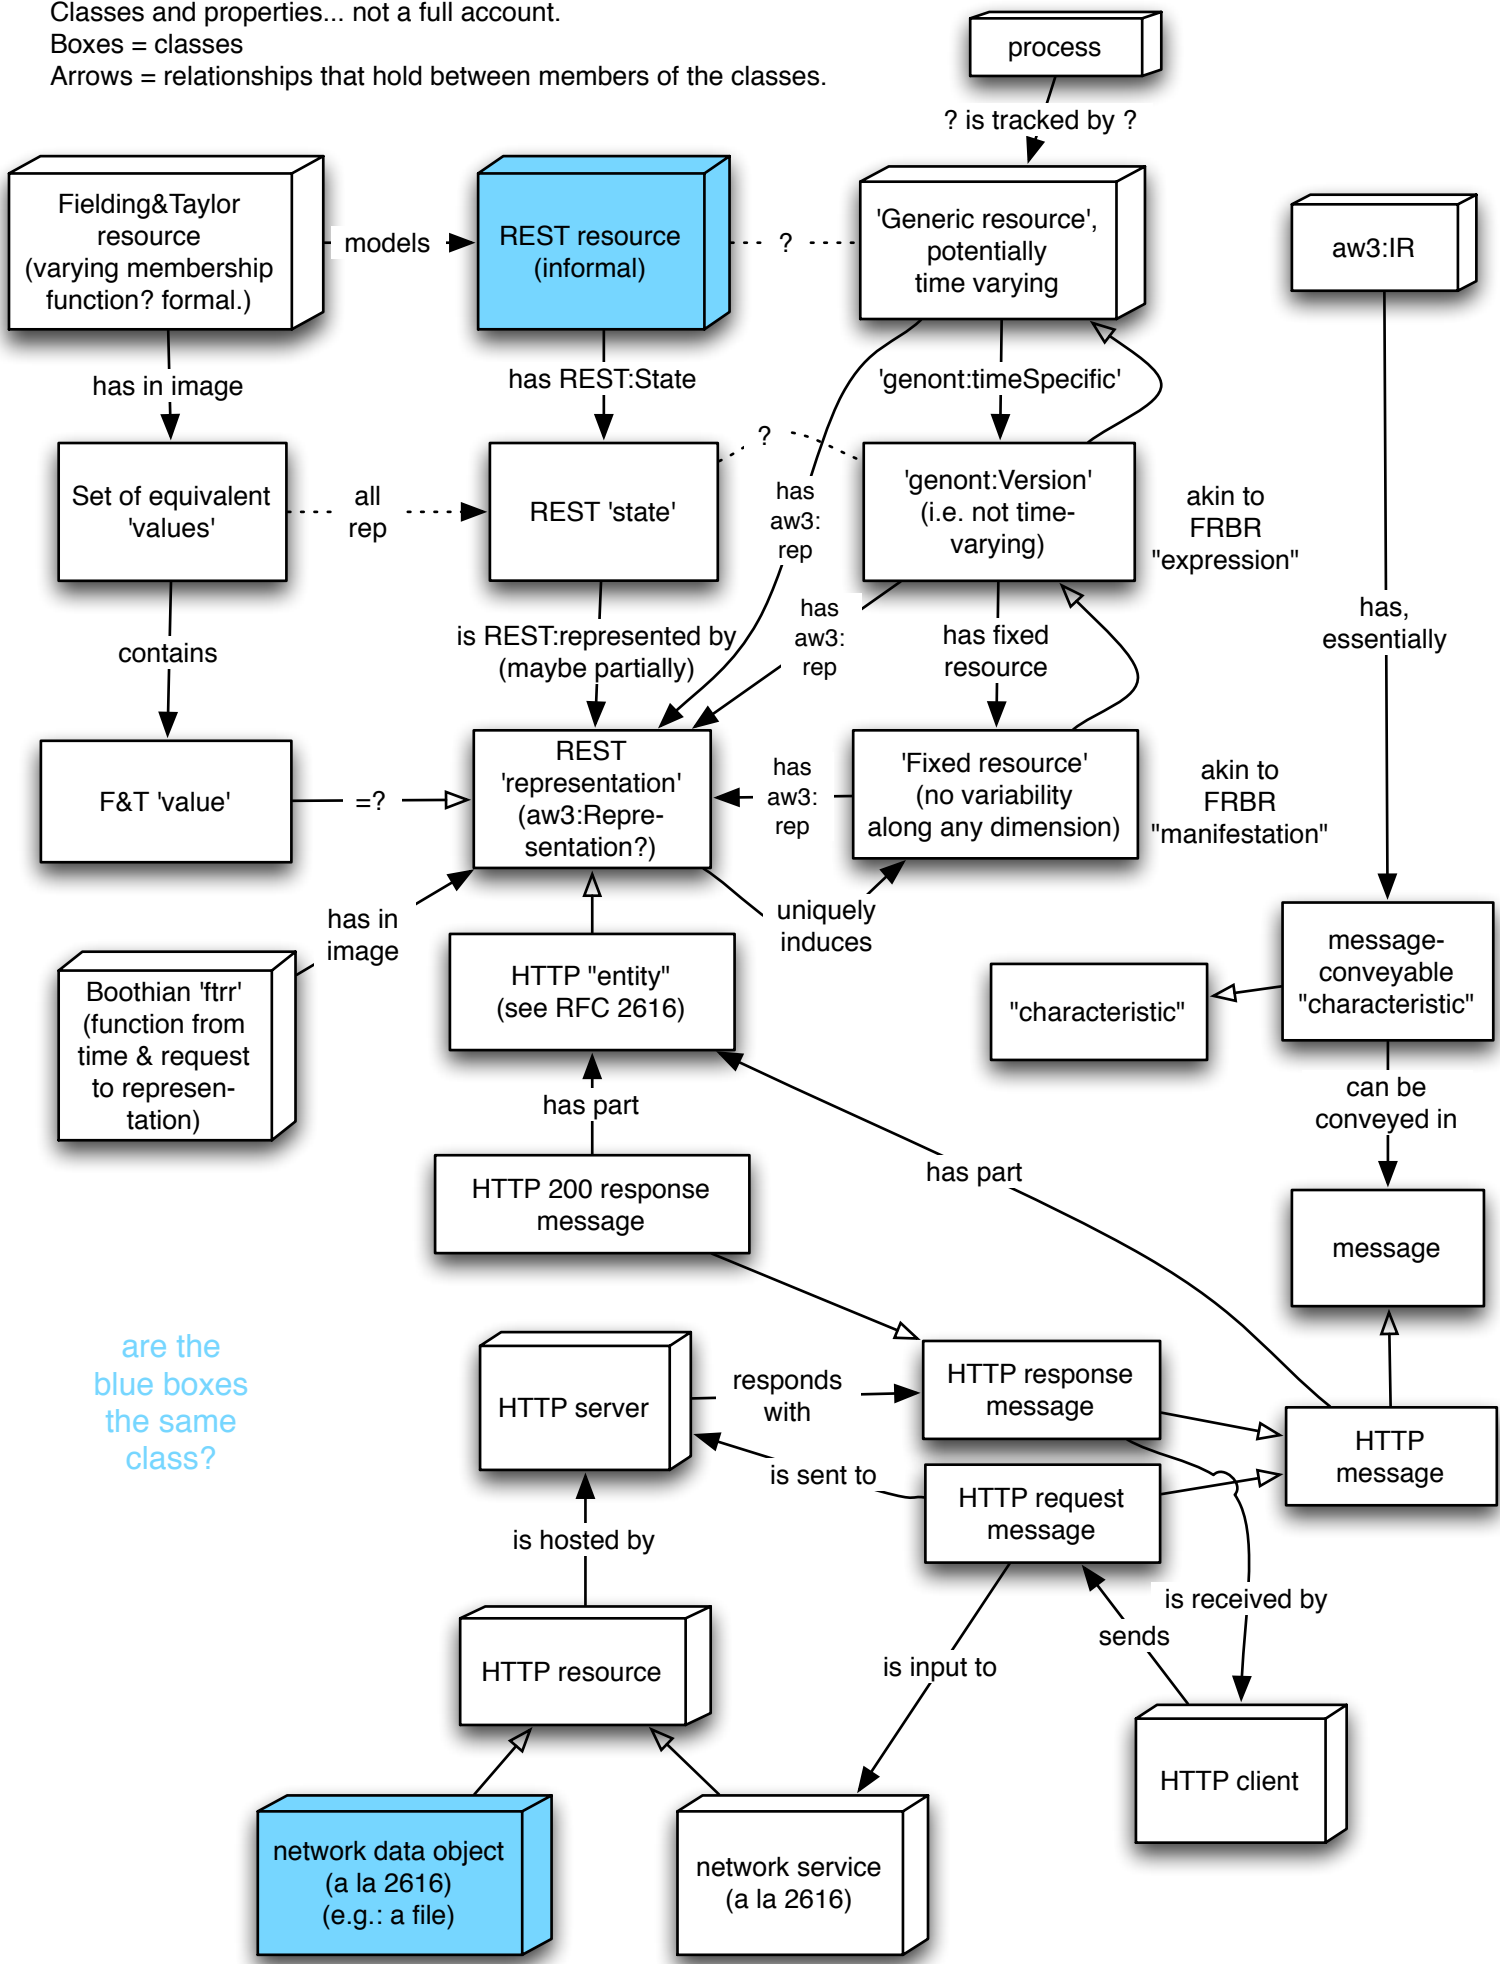 Classes and properties... not a full account.
Boxes = classes
Arrows = relationships that hold between members of the classes.
process
? is tracked by ?
Fielding&Taylor
resource
(varying membership
function? formal.)
models
REST resource
(informal)
?
'Generic resource',
potentially
time varying
aw3:IR
has in image
has REST:State
'genont:timeSpecific'
Set of equivalent
'values'
all
rep
REST 'state'
?
has
aw3:
rep
'genont:Version'
(i.e. not time-
varying)
akin to
FRBR
"expression"
contains
is REST:represented by
(maybe partially)
has
aw3:
rep
has fixed
resource
has,
essentially
F&T 'value'
=?
REST
'representation'
(aw3:Repre-
sentation?)
has
aw3:
rep
'Fixed resource'
(no variability
along any dimension)
akin to
FRBR
"manifestation"
has in
image
uniquely
induces
Boothian 'ftrr'
(function from
time & request
to represen-
tation)
HTTP "entity"
(see RFC 2616)
"characteristic"
message-
conveyable
"characteristic"
has part
can be
conveyed in
HTTP 200 response
message
has part
message
are the
blue boxes
the same
class?
HTTP server
responds
with
HTTP response
message
is sent to
HTTP request
message
HTTP
message
is hosted by
is received by
sends
HTTP resource
is input to
HTTP client
network data object
(a la 2616)
(e.g.: a file)
network service
(a la 2616)